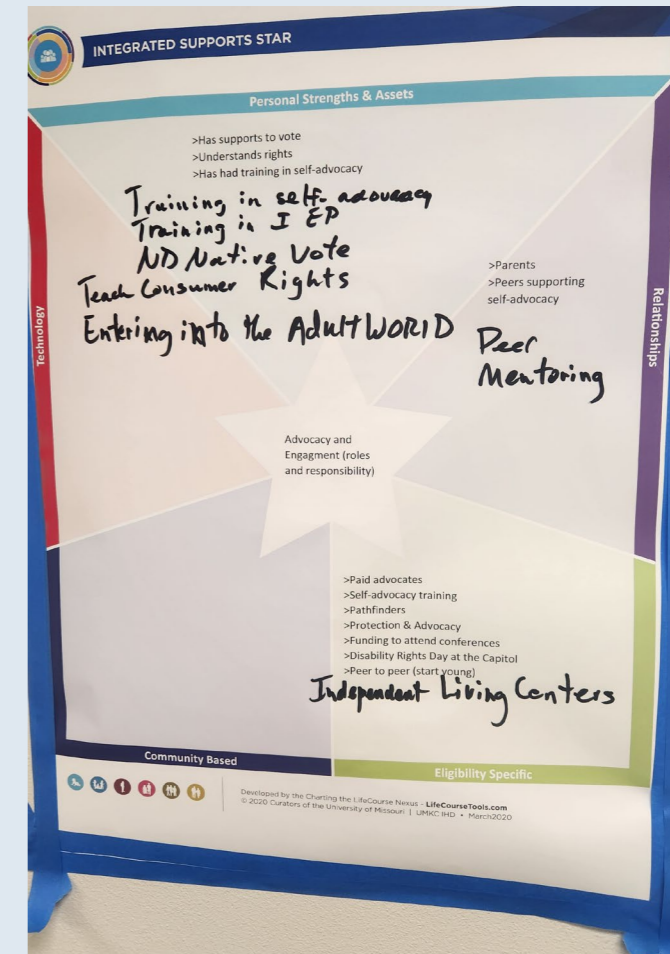 INTEGRATED SUPPORTS STAR
Personal Strengths & Assets
>Has supports to vote
>Understands rights
>Has had training in self-advocacy
Training in self-adovcacy
Training in IEP
ND Native Vote
Teach Consumer Rights
Entering into the Adult WORlD
Technology
>Parents
>Peers supporting
self-advocacy
Peer
Mentoring
Relationships
Advocacy and
Engagment (roles
and responsibility)
>Paid advocates
>Self-advocacy training
>Pathfinders
>Protection & Advocacy
>Funding to attend conferences
>Disability Rights Day at the Capitol
>Peer to peer (start young)
Independent Living Centers
Community Based
Eligibility Specific
Developed by the Charting the LifeCourse Nexus - LifeCourseTools.com
© 2020 Curators of the University of Missouri | UMKC IHD • March2020